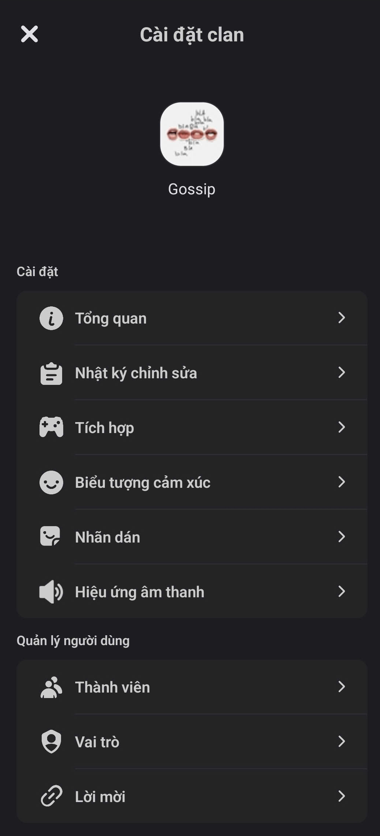 Cài đặt clan
Gossip
Cài đặt
Tổng quan
Nhật ký chỉnh sửa
Tích hợp
Biểu tượng cảm xúc
Nhãn dán
Hiệu ứng âm thanh
Quản lý người dùng
Thành viên
Vai trò
Lời mời